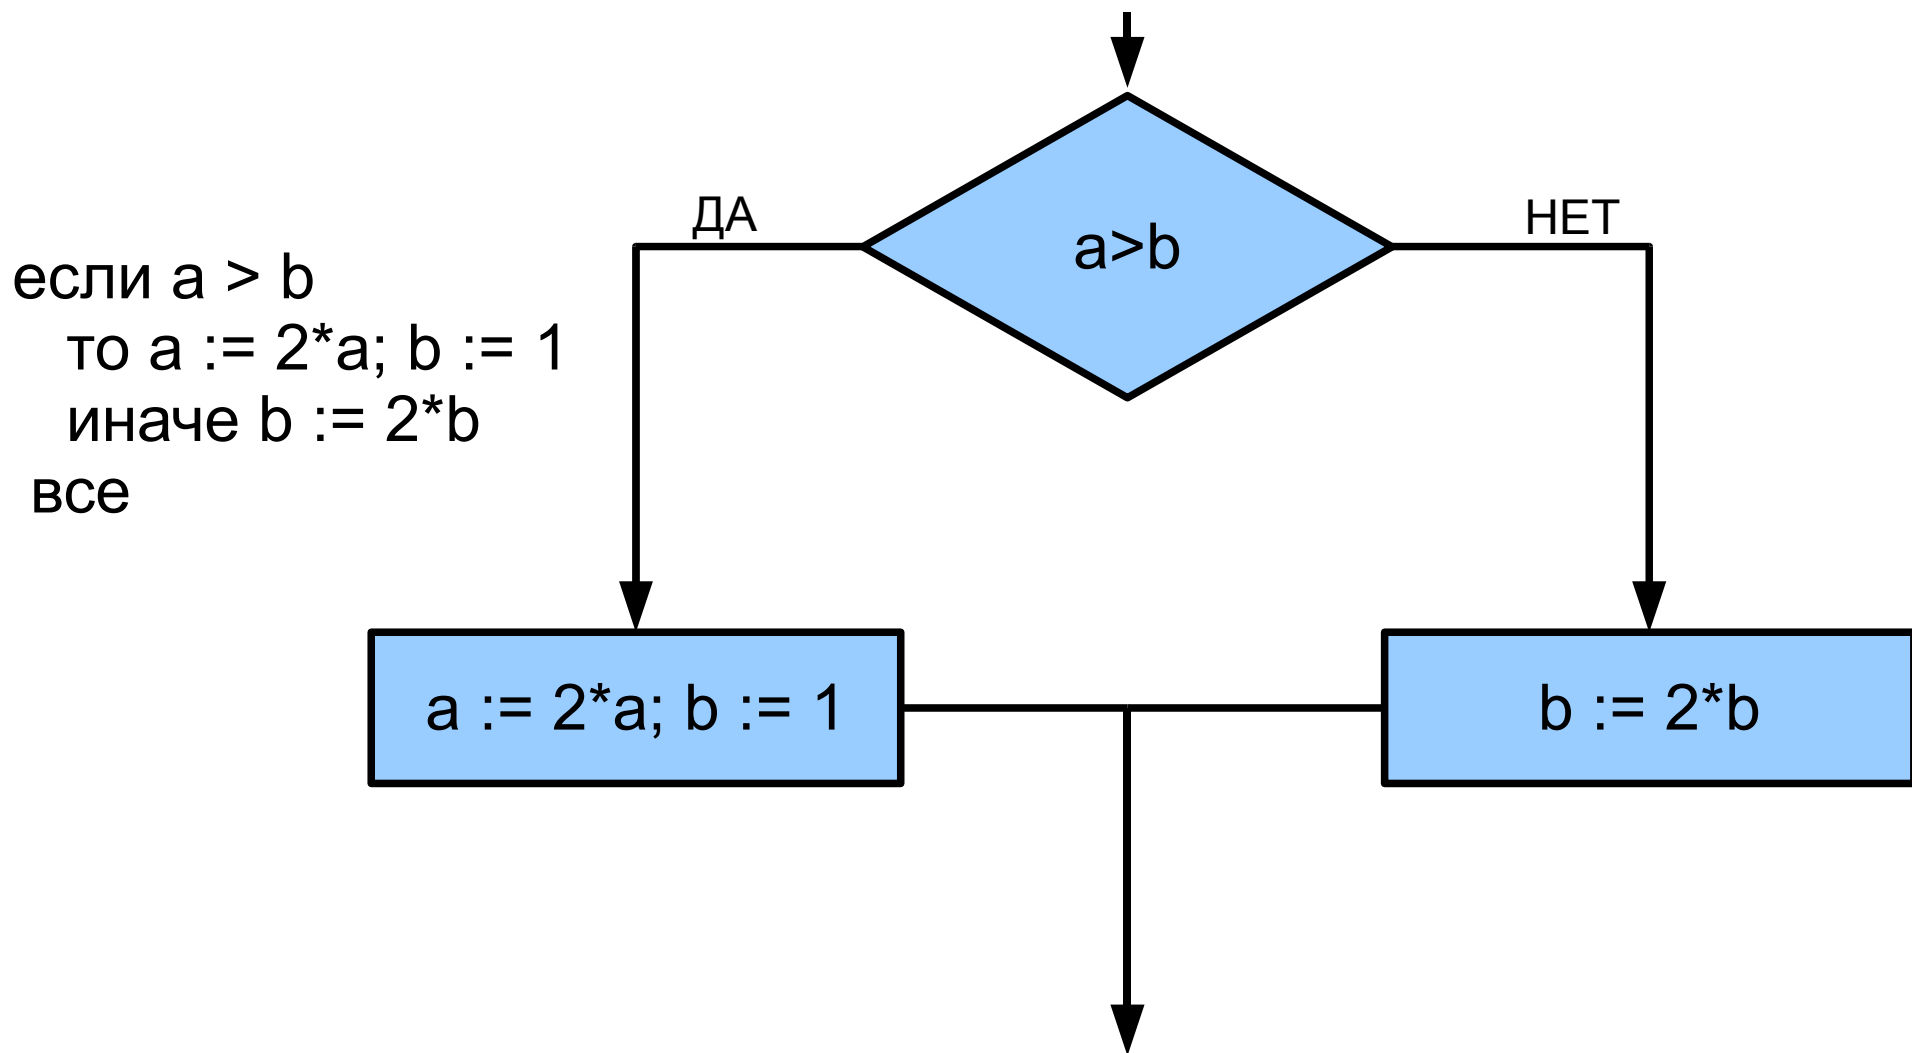 если a > b
то a := 2*a; b := 1
иначе b := 2*b
все
ДА
a>b
НЕТ
a := 2*a; b := 1
b := 2*b